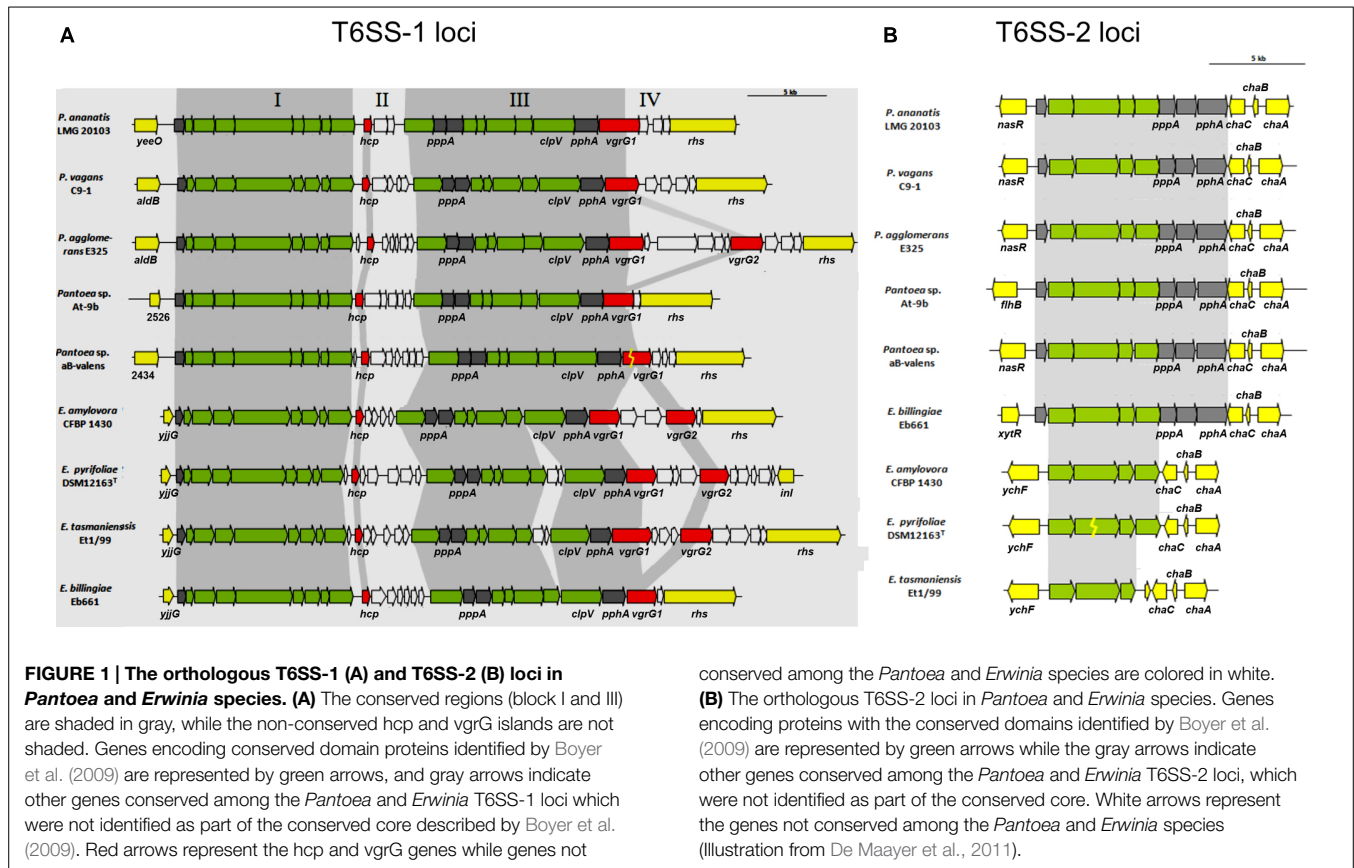 A
T6SS-1 loci
I
II
III
IV
5 kb
P. ananatis
LMG 20103
yeeO
hcp
pppA
clpV
pphA
vgrG1
rhs
P. vagans
C9-1
aldB
hcp
pppA
clpV
pphA
vgrG1
rhs
P. agglome-
rans E325
aldB
hcp
pppA
clpV
pphA
vgrG1
vgrG2
rhs
Pantoea sp.
At-9b
2526
hcp
pppA
clpV
pphA
vgrG1
rhs
Pantoea sp.
aB-valens
2434
hcp
pppA
clpV
pphA
vgrG1
rhs
E. amylovora
CFBP 1430
yjjG
hcp
pppA
clpV
pphA
vgrG1
vgrG2
rhs
E. pyrifoliae
DSM12163T
yjjG
hcp
pppA
clpV
pphA
vgrG1
vgrG2
inl
E. tasmaniensis
Et1/99
yjjG
hcp
pppA
clpV
pphA
vgrG1
vgrG2
rhs
E. billingiae
Eb661
yjjG
hcp
pppA
clpV
pphA
vgrG1
rhs
B
T6SS-2 loci
5 kb
P. ananatis
LMG 20103
nasR
pppA
pphA
chaC
chaB
chaA
P. vagans
C9-1
nasR
pppA
pphA
chaC
chaB
chaA
P. agglomerans
E325
nasR
pppA
pphA
chaC
chaB
chaA
Pantoea sp.
At-9b
flhB
pppA
pphA
chaC
chaB
chaA
Pantoea sp.
aB-valens
nasR
pppA
pphA
chaC
chaB
chaA
E. billingiae
Eb661
xytR
pppA
pphA
chaC
chaB
chaA
E. amylovora
CFBP 1430
ychF
chaC
chaB
chaA
E. pyrifoliae
DSM12163T
ychF
chaC
chaB
chaA
E. tasmaniensis
Et1/99
ychF
chaC
chaB
chaA
FIGURE 1 | The orthologous T6SS-1 (A) and T6SS-2 (B) loci in
Pantoea and Erwinia species. (A) The conserved regions (block I and III)
are shaded in gray, while the non-conserved hcp and vgrG islands are not
shaded. Genes encoding conserved domain proteins identified by Boyer
et al. (2009) are represented by green arrows, and gray arrows indicate
other genes conserved among the Pantoea and Erwinia T6SS-1 loci which
were not identified as part of the conserved core described by Boyer et al.
(2009). Red arrows represent the hcp and vgrG genes while genes not
conserved among the Pantoea and Erwinia species are colored in white.
(B) The orthologous T6SS-2 loci in Pantoea and Erwinia species. Genes
encoding proteins with the conserved domains identified by Boyer et al.
(2009) are represented by green arrows while the gray arrows indicate
other genes conserved among the Pantoea and Erwinia T6SS-2 loci, which
were not identified as part of the conserved core. White arrows represent
the genes not conserved among the Pantoea and Erwinia species
(Illustration from De Maayer et al., 2011).